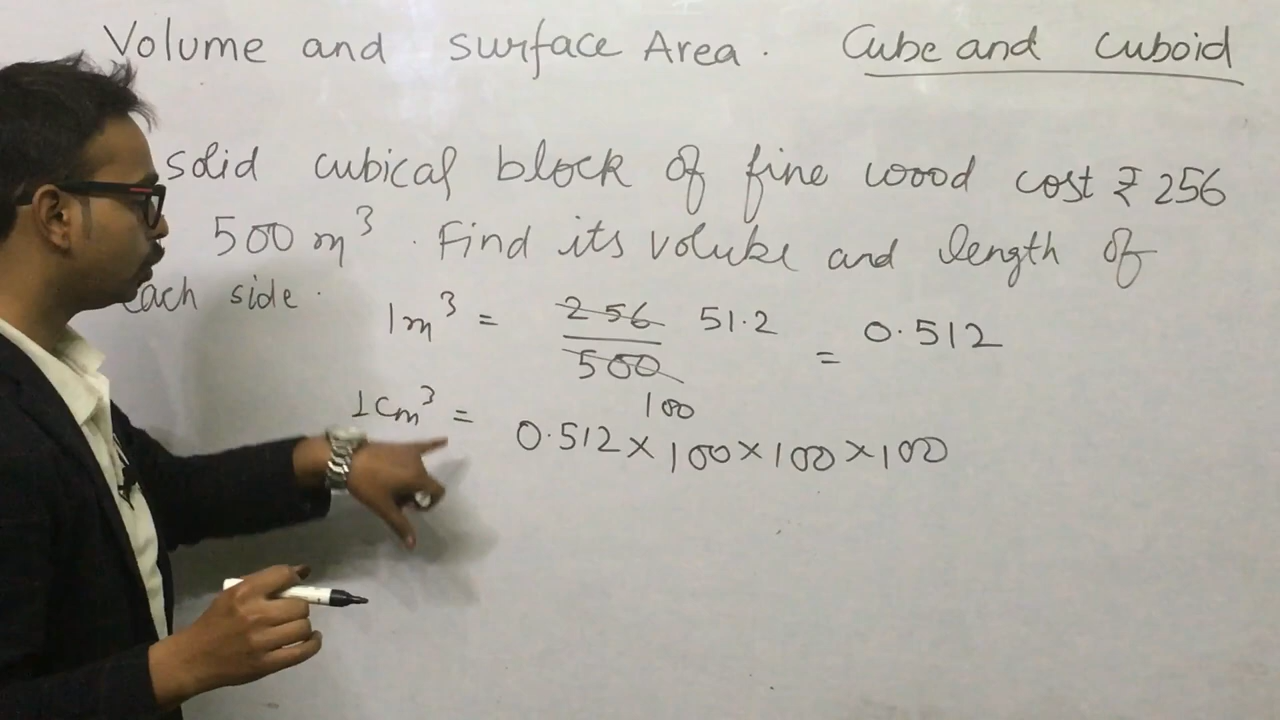 Volume and surface Area. Cube and cuboid
solid cubical block of fine wood cost ₹ 256
500 m³. Find its voluke and length of
each side.
1m³ = 256/500 51.2/100 = 0.512
1cm³ = 0.512 × 100 × 100 × 100